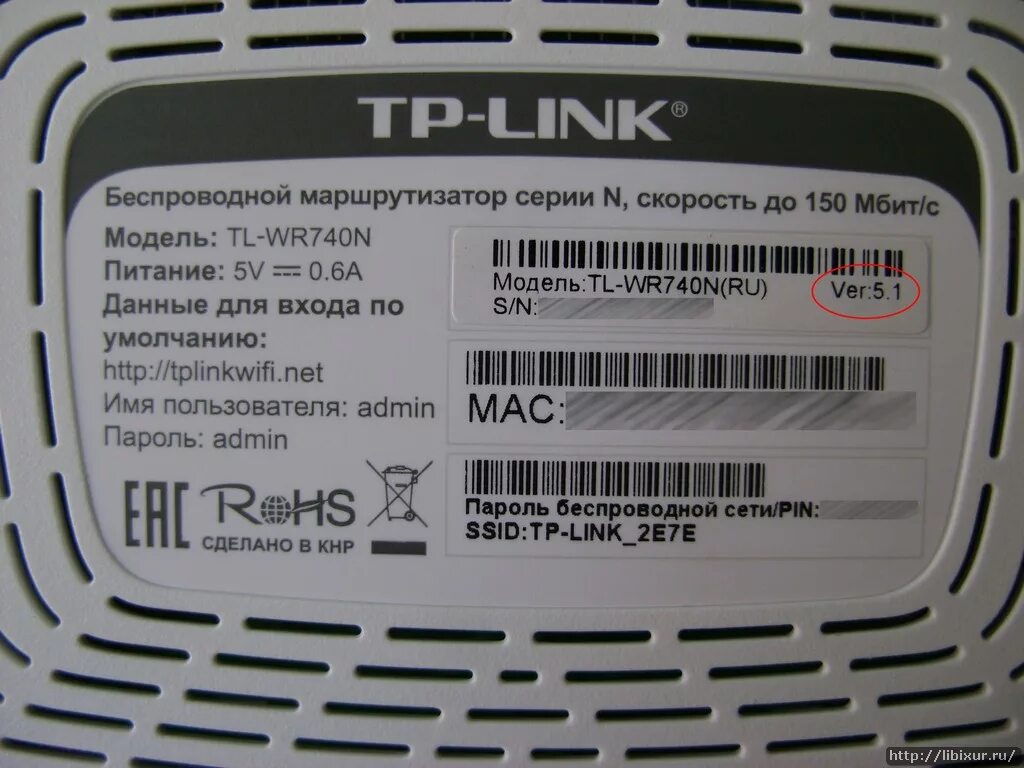 TP-LINK®
Беспроводной маршрутизатор серии N, скорость до 150 Мбит/с
Модель: TL-WR740N
Питание: 5V ⎓ 0.6A
Данные для входа по
умолчанию:
http://tplinkwifi.net
Имя пользователя: admin
Пароль: admin
EAC
RoHS
СДЕЛАНО В КНР
Модель:TL-WR740N(RU) Ver:5.1
S/N:
MAC:
Пароль беспроводной сети/PIN:
SSID:TP-LINK_2E7E
http://libixur.ru/